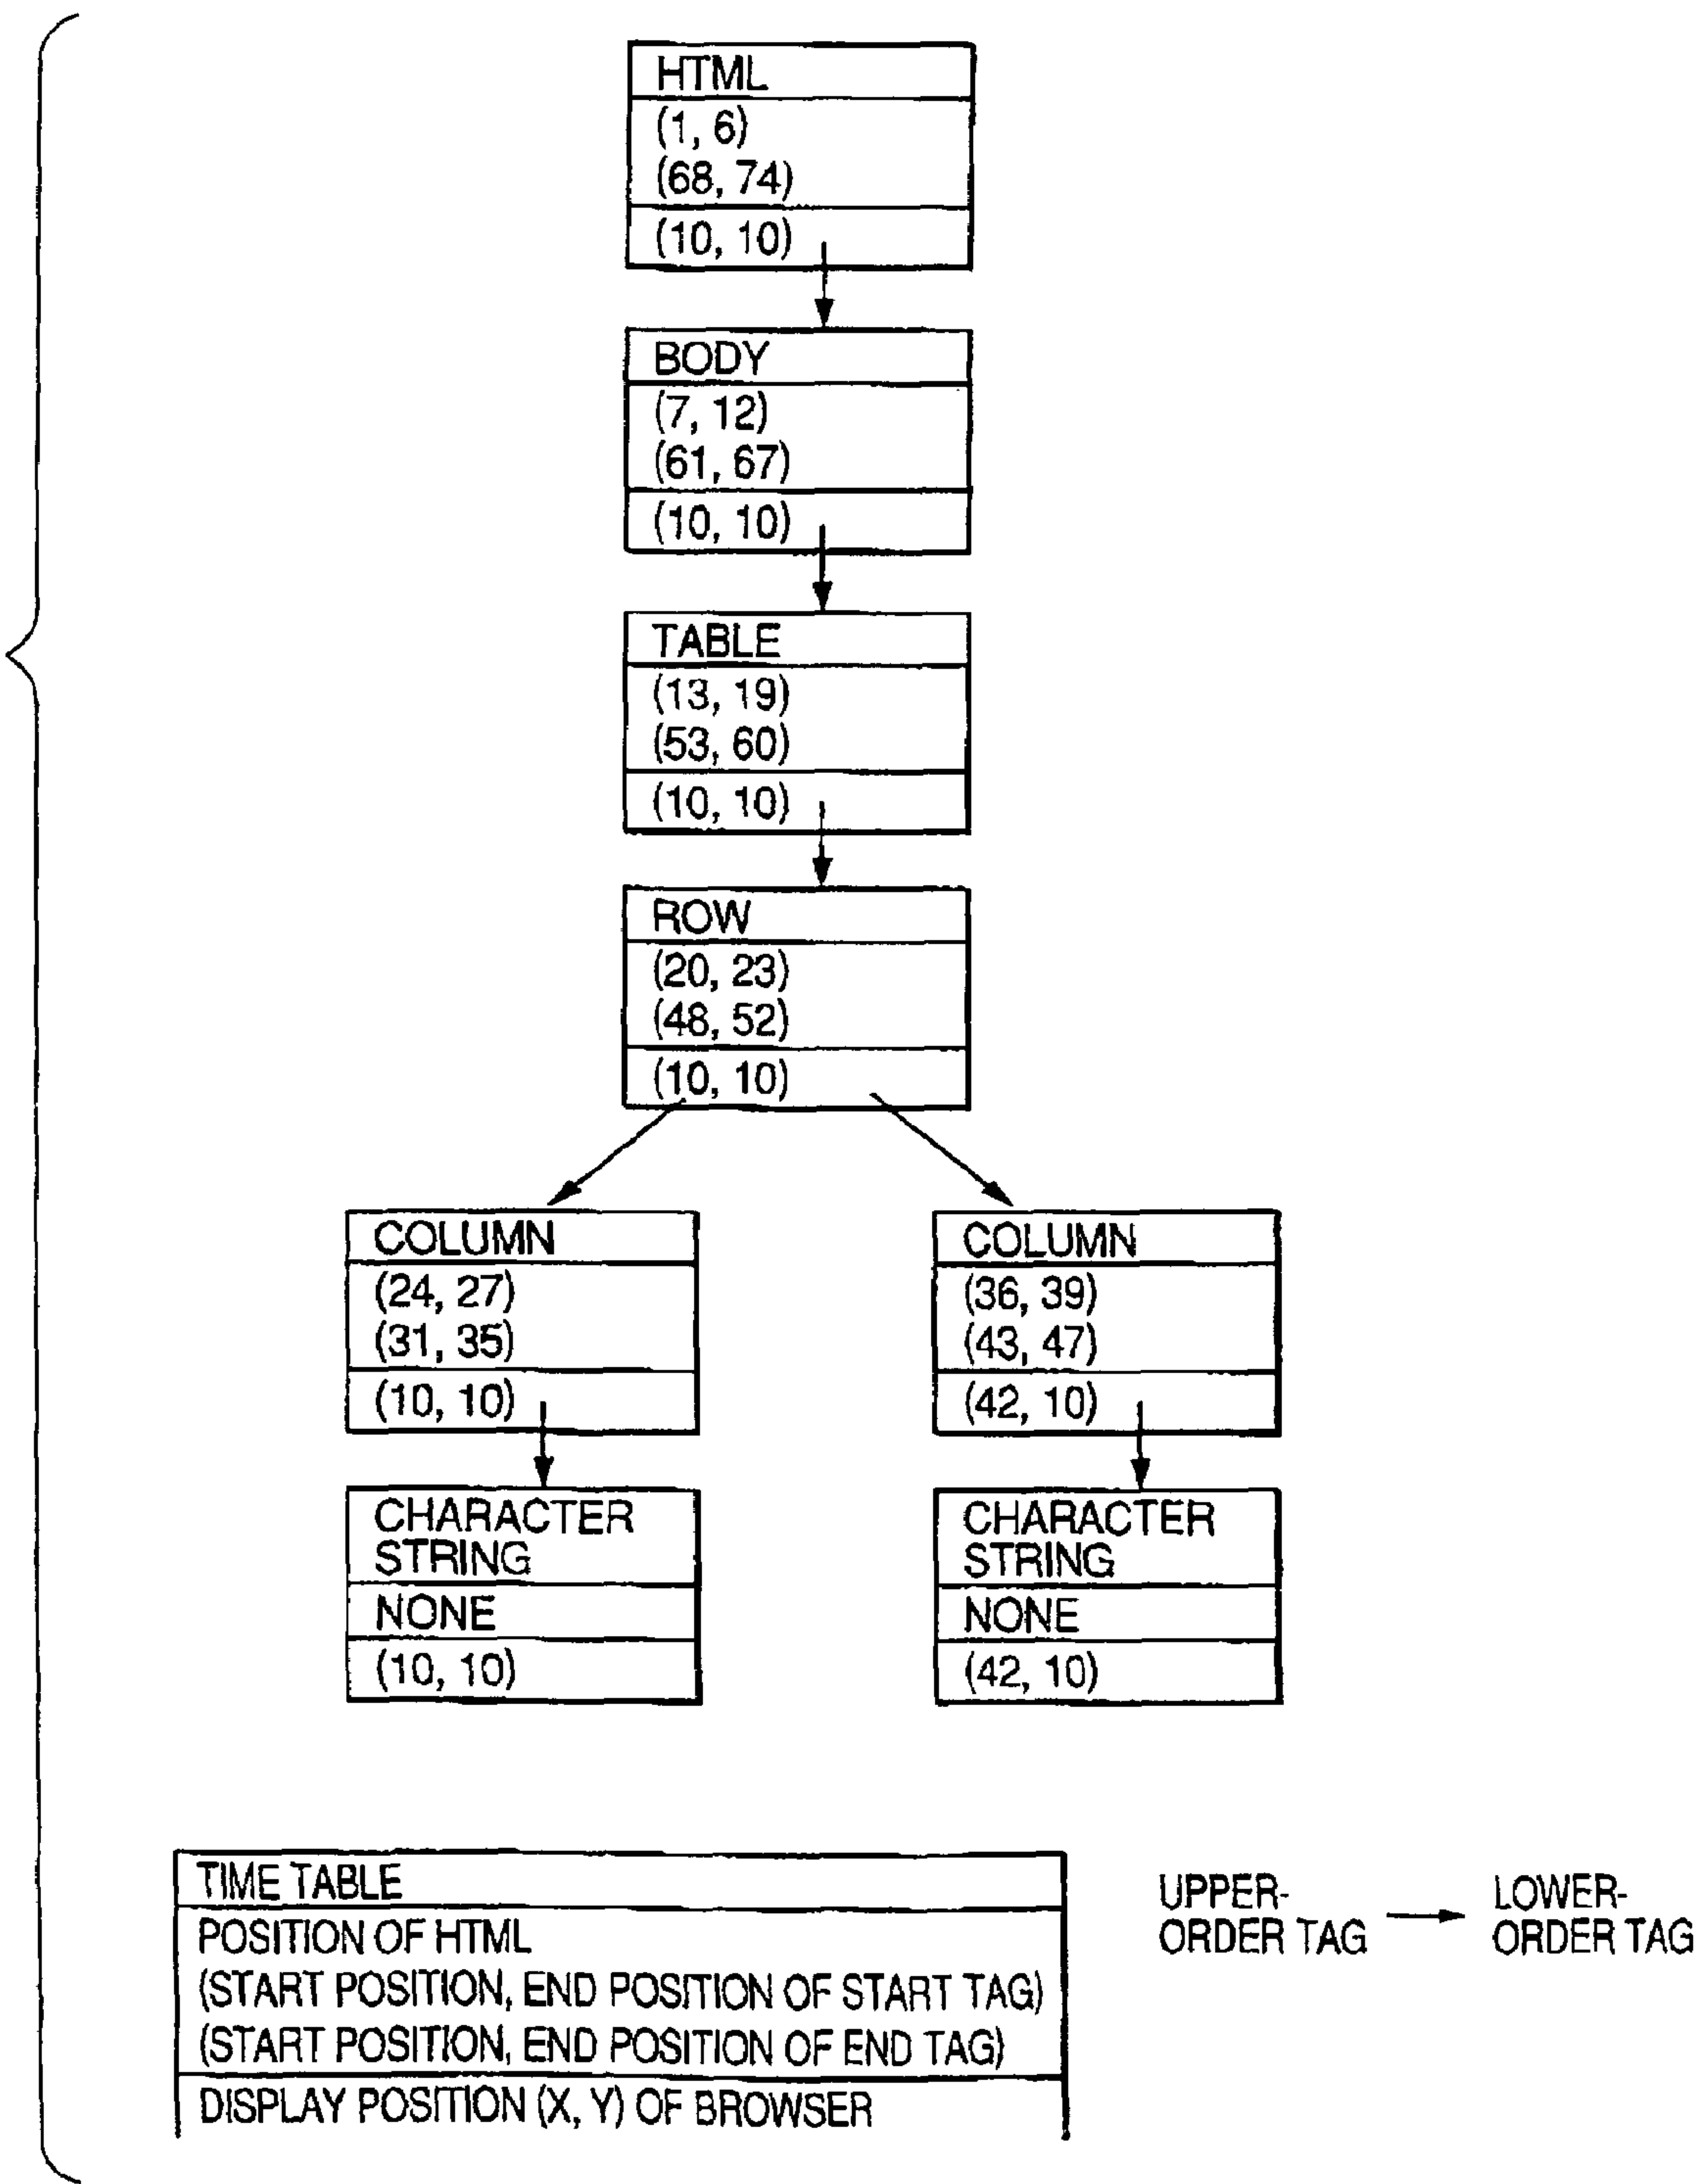 HTML
(1, 6)
(68, 74)
(10, 10)
BODY
(7, 12)
(61, 67)
(10, 10)
TABLE
(13, 19)
(53, 60)
(10, 10)
ROW
(20, 23)
(48, 52)
(10, 10)
COLUMN
(24, 27)
(31, 35)
(10, 10)
COLUMN
(36, 39)
(43, 47)
(42, 10)
CHARACTER
STRING
NONE
(10, 10)
CHARACTER
STRING
NONE
(42, 10)
TIME TABLE
POSITION OF HTML
(START POSITION, END POSITION OF START TAG)
(START POSITION, END POSITION OF END TAG)
DISPLAY POSITION (X, Y) OF BROWSER
UPPER-
ORDER TAG
LOWER-
ORDER TAG